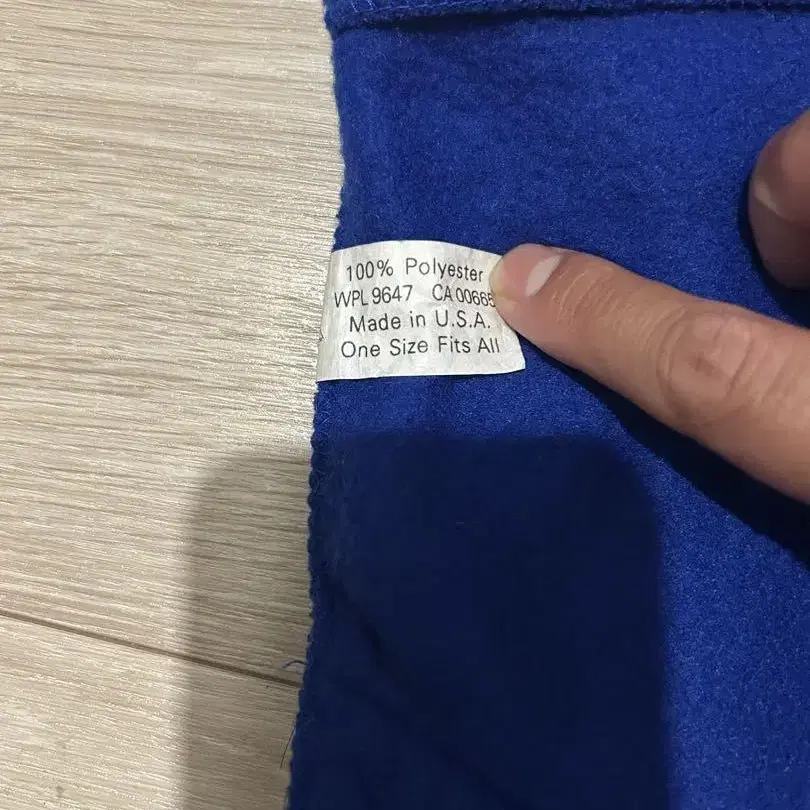 100% Polyester
WPL 9647 CA 00665
Made in U.S.A.
One Size Fits All